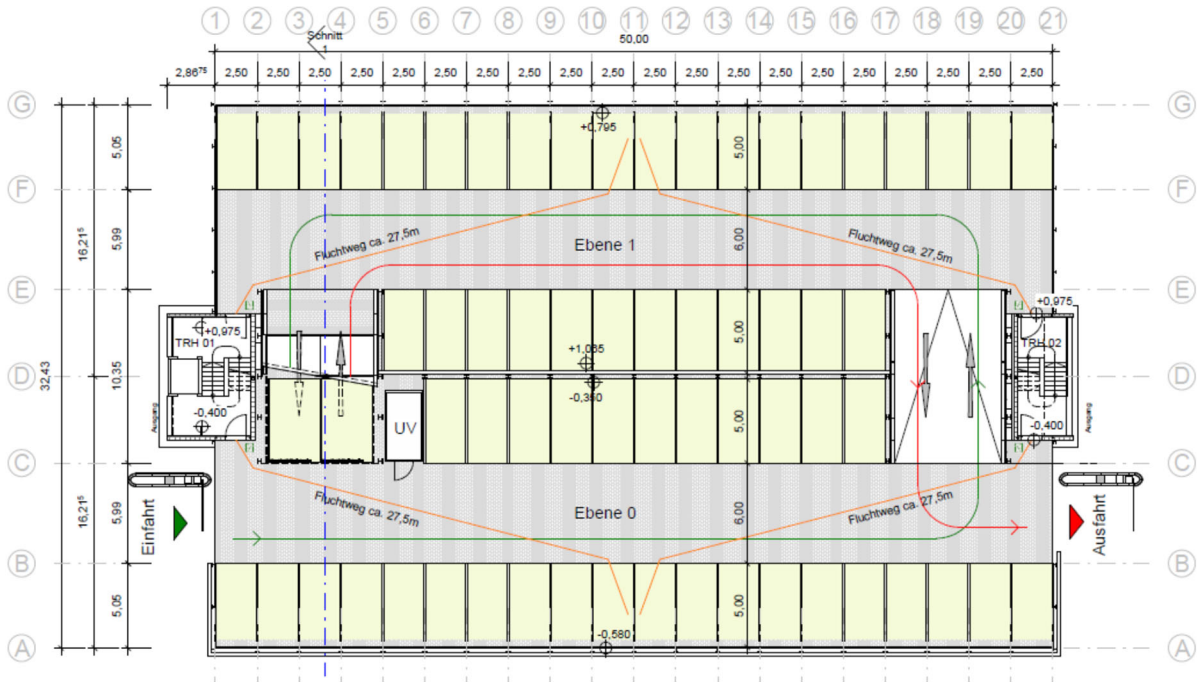 1 2 3 4 5 6 7 8 9 10 11 12 13 14 15 16 17 18 19 20 21
Schnitt
1
50,00
2,86⁷⁵ 2,50 2,50 2,50 2,50 2,50 2,50 2,50 2,50 2,50 2,50 2,50 2,50 2,50 2,50 2,50 2,50 2,50 2,50 2,50 2,50
G G
+0,795
5,05 5,00
F F
Fluchtweg ca. 27,5m Fluchtweg ca. 27,5m
16,21⁵ 5,99 Ebene 1 6,00
E E
+0,975 +0,975
TRH 01 TRH 02
5,00
+1,065
D D
32,43 10,35
-0,350
-0,400 -0,400
UV 5,00
Ausgang Ausgang
C C
Fluchtweg ca. 27,5m Fluchtweg ca. 27,5m
Einfahrt 16,21⁵ 5,99 Ebene 0 6,00 Ausfahrt
B B
5,05 5,00
-0,580
A A